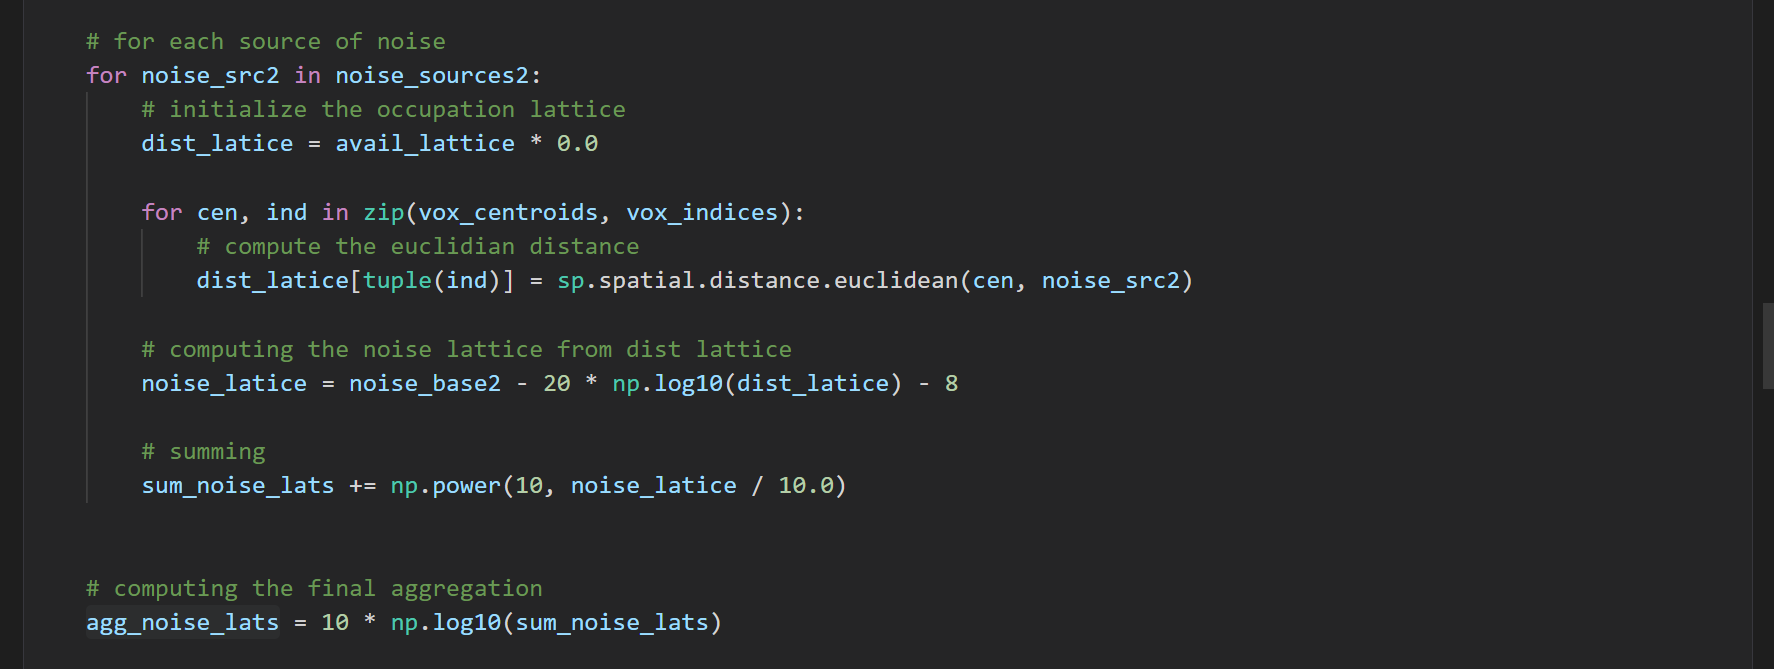 # for each source of noise
for noise_src2 in noise_sources2:
    # initialize the occupation lattice
    dist_latice = avail_lattice * 0.0
    for cen, ind in zip(vox_centroids, vox_indices):
        # compute the euclidian distance
        dist_latice[tuple(ind)] = sp.spatial.distance.euclidean(cen, noise_src2)
    # computing the noise lattice from dist lattice
    noise_latice = noise_base2 - 20 * np.log10(dist_latice) - 8
    # summing
    sum_noise_lats += np.power(10, noise_latice / 10.0)
# computing the final aggregation
agg_noise_lats = 10 * np.log10(sum_noise_lats)